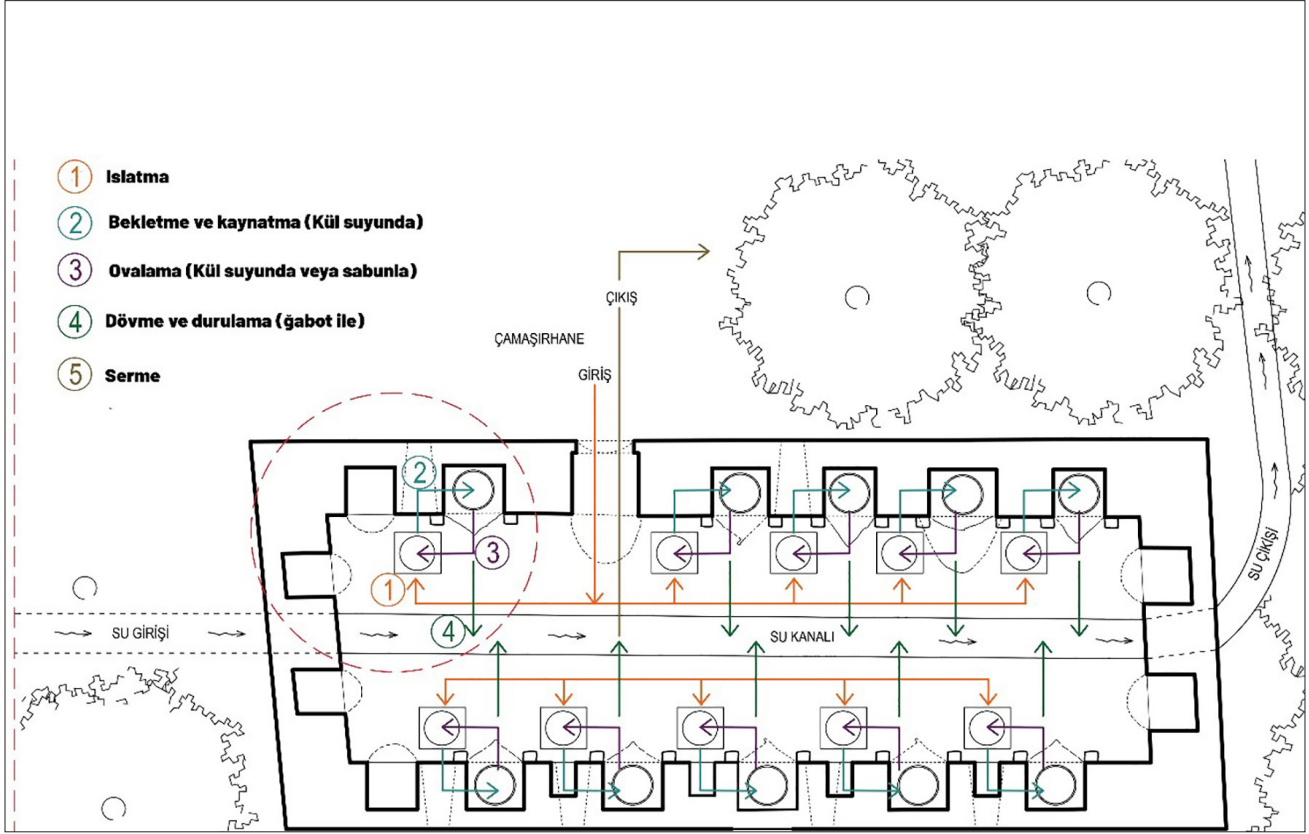 1 Islatma
2 Bekletme ve kaynatma (Kül suyunda)
3 Ovalama (Kül suyunda veya sabunla)
4 Dövme ve durulama (ğabot ile)
5 Serme
ÇIKIŞ
ÇAMAŞIRHANE
GİRİŞ
2
3
1
4
SU GİRİŞİ
SU KANALI
SU ÇIKIŞI